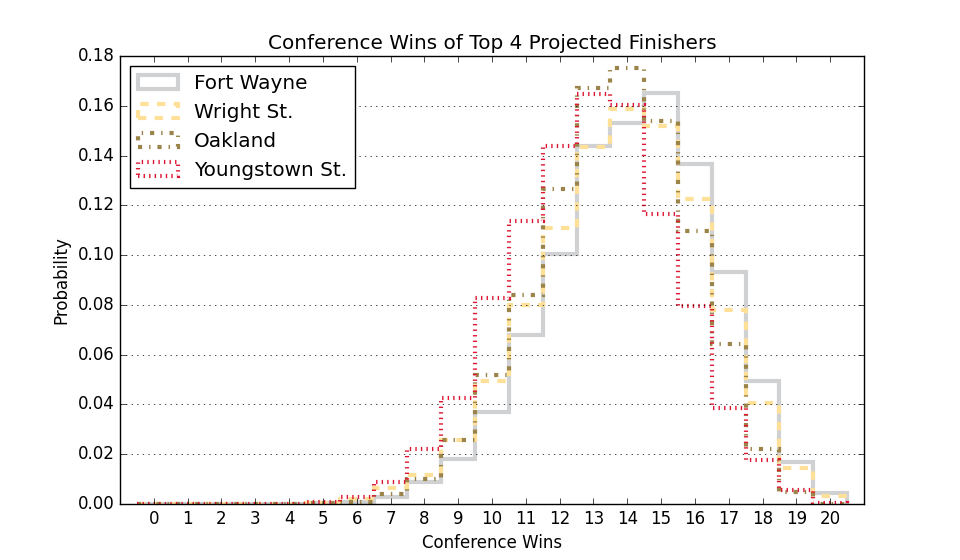 Conference Wins of Top 4 Projected Finishers
0.18
0.16
0.14
0.12
0.10
0.08
0.06
0.04
0.02
0.00
Probability
Fort Wayne
Wright St.
Oakland
Youngstown St.
0 1 2 3 4 5 6 7 8 9 10 11 12 13 14 15 16 17 18 19 20
Conference Wins